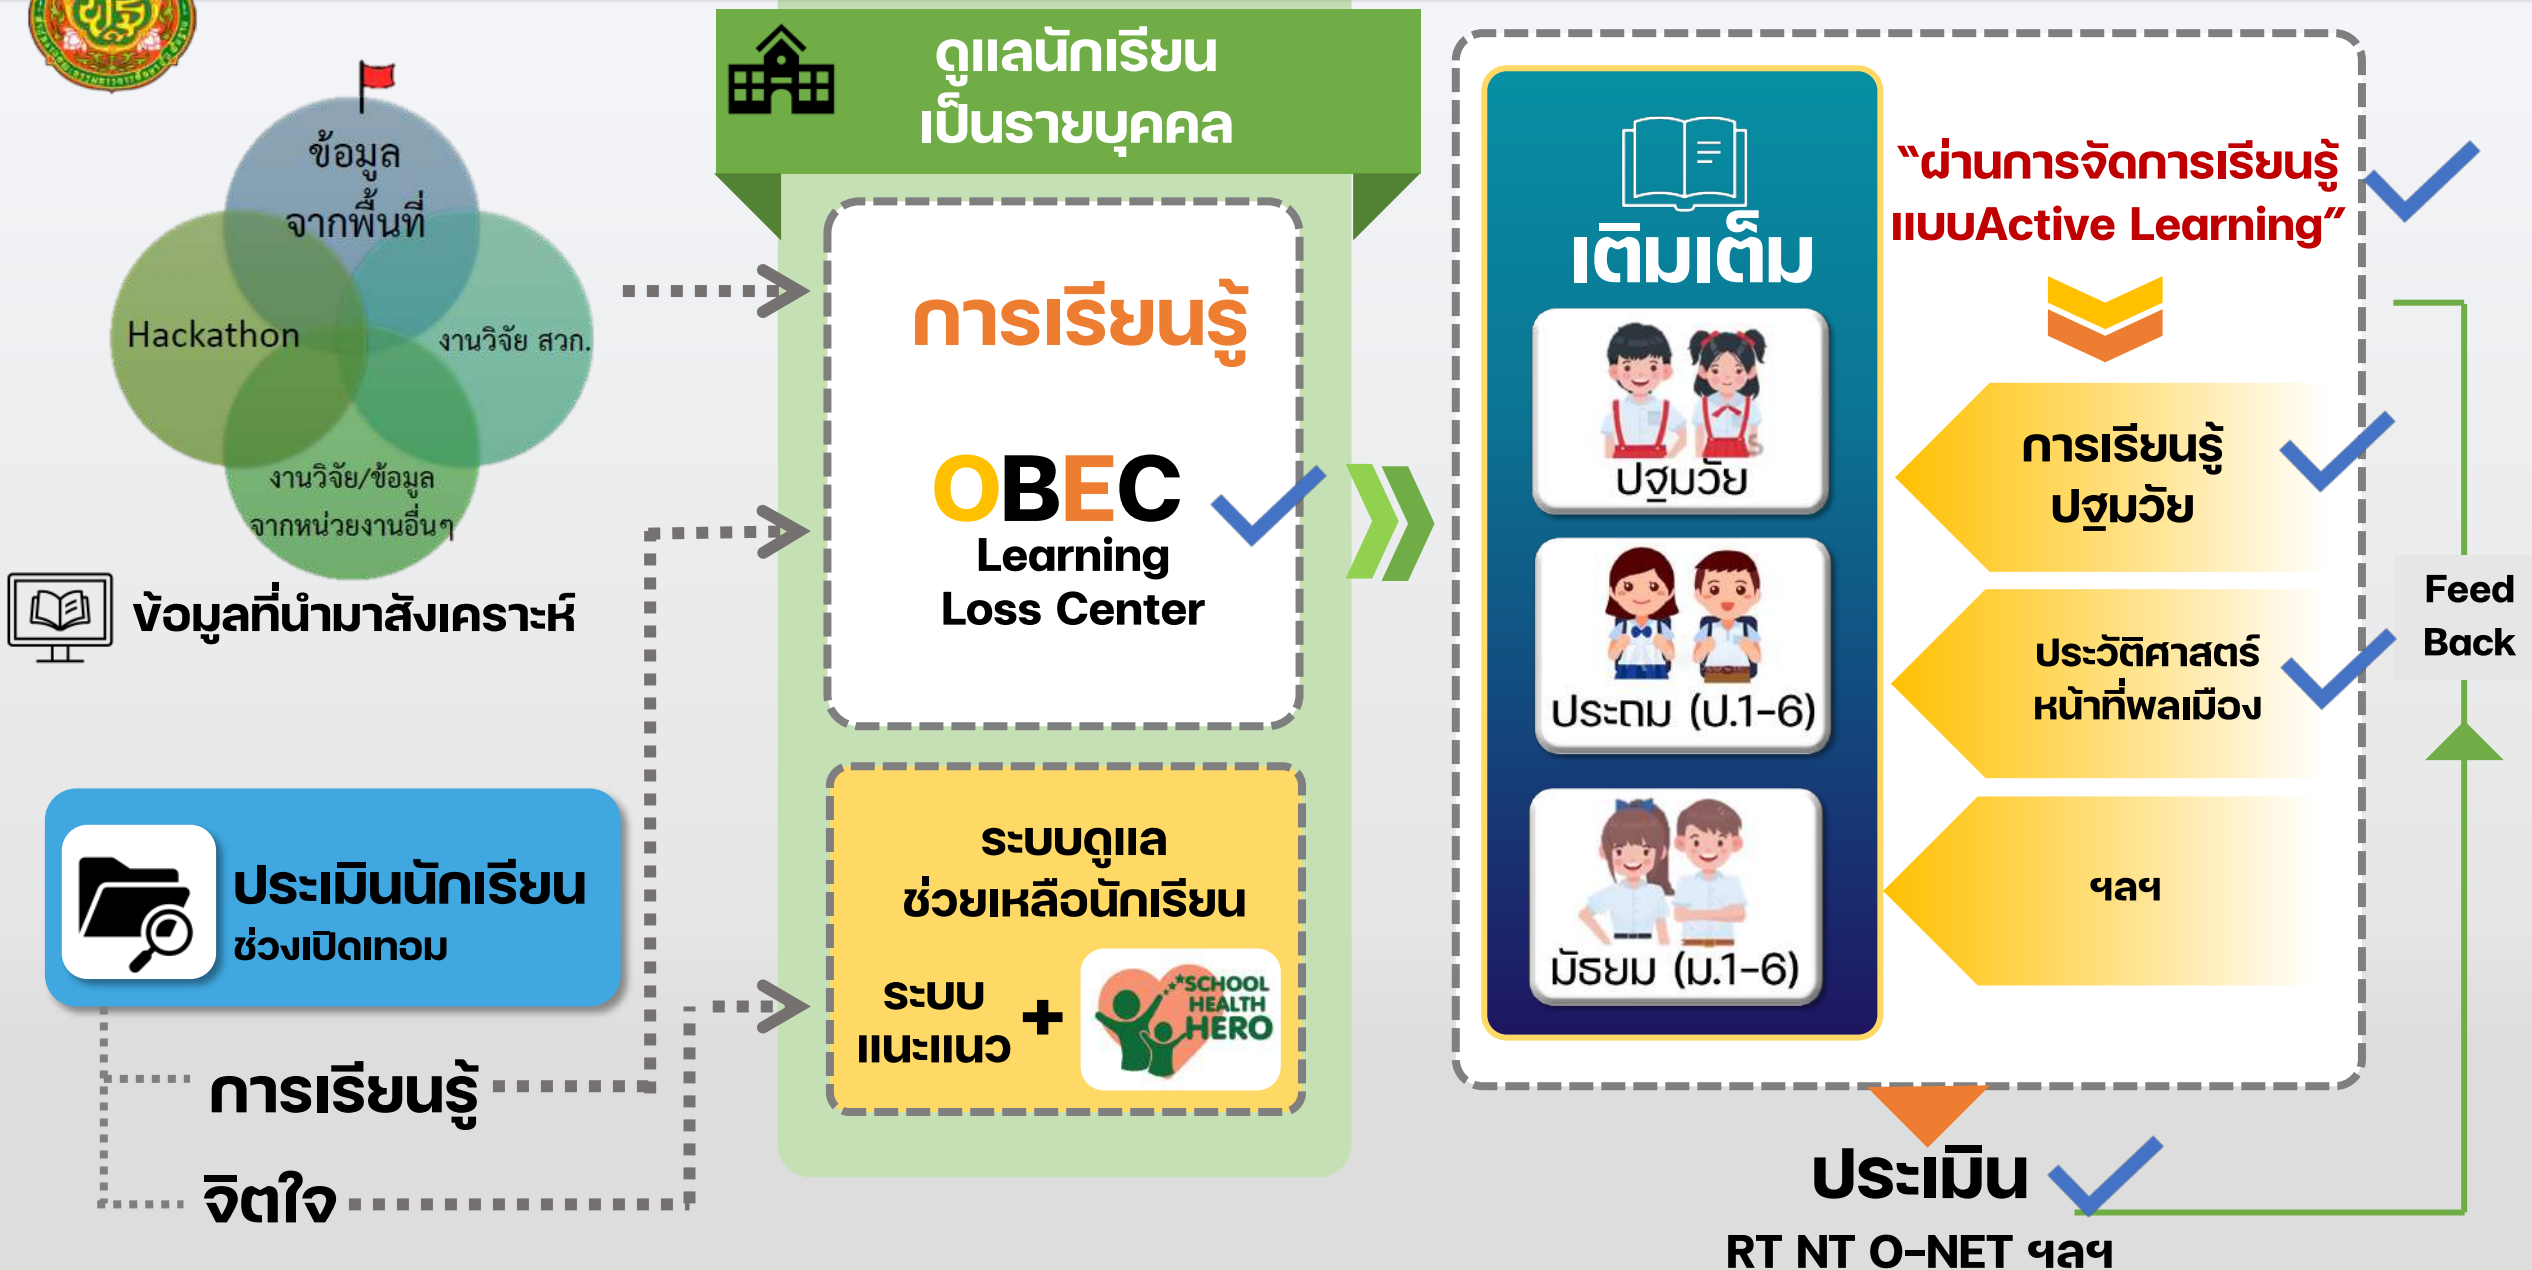 ข้อมูล
จากพื้นที่
Hackathon
งานวิจัย สวก.
งานวิจัย/ข้อมูล
จากหน่วยงานอื่นๆ
ข้อมูลที่นำมาสังเคราะห์
ประเมินนักเรียน
ช่วงเปิดเทอม
การเรียนรู้
จิตใจ
ดูแลนักเรียน
เป็นรายบุคคล
การเรียนรู้
OBEC
Learning
Loss Center
ระบบดูแล
ช่วยเหลือนักเรียน
ระบบ
แนะแนว
+
SCHOOL
HEALTH
HERO
เติมเต็ม
ปฐมวัย
ประถม (ป.1-6)
มัธยม (ม.1-6)
“ผ่านการจัดการเรียนรู้
แบบActive Learning”
การเรียนรู้
ปฐมวัย
ประวัติศาสตร์
หน้าที่พลเมือง
ฯลฯ
Feed
Back
ประเมิน
RT NT O-NET ฯลฯ